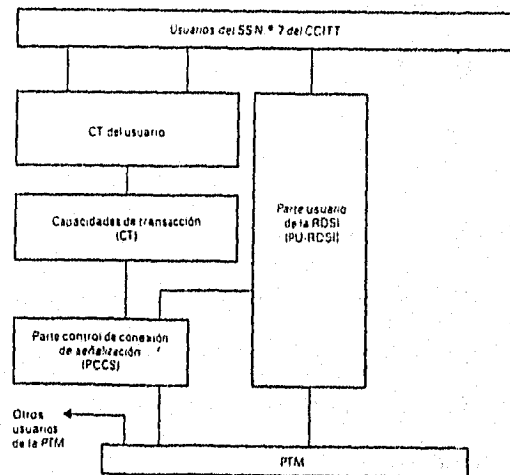 Usuarios del SSN.º 7 del CCITT
CT del usuario
Capacidades de transacción
(CT)
Parte usuario
de la RDSI
(PU-RDSI)
Parte control de conexión
de señalización
(PCCS)
Otros
usuarios
de la PTM
PTM